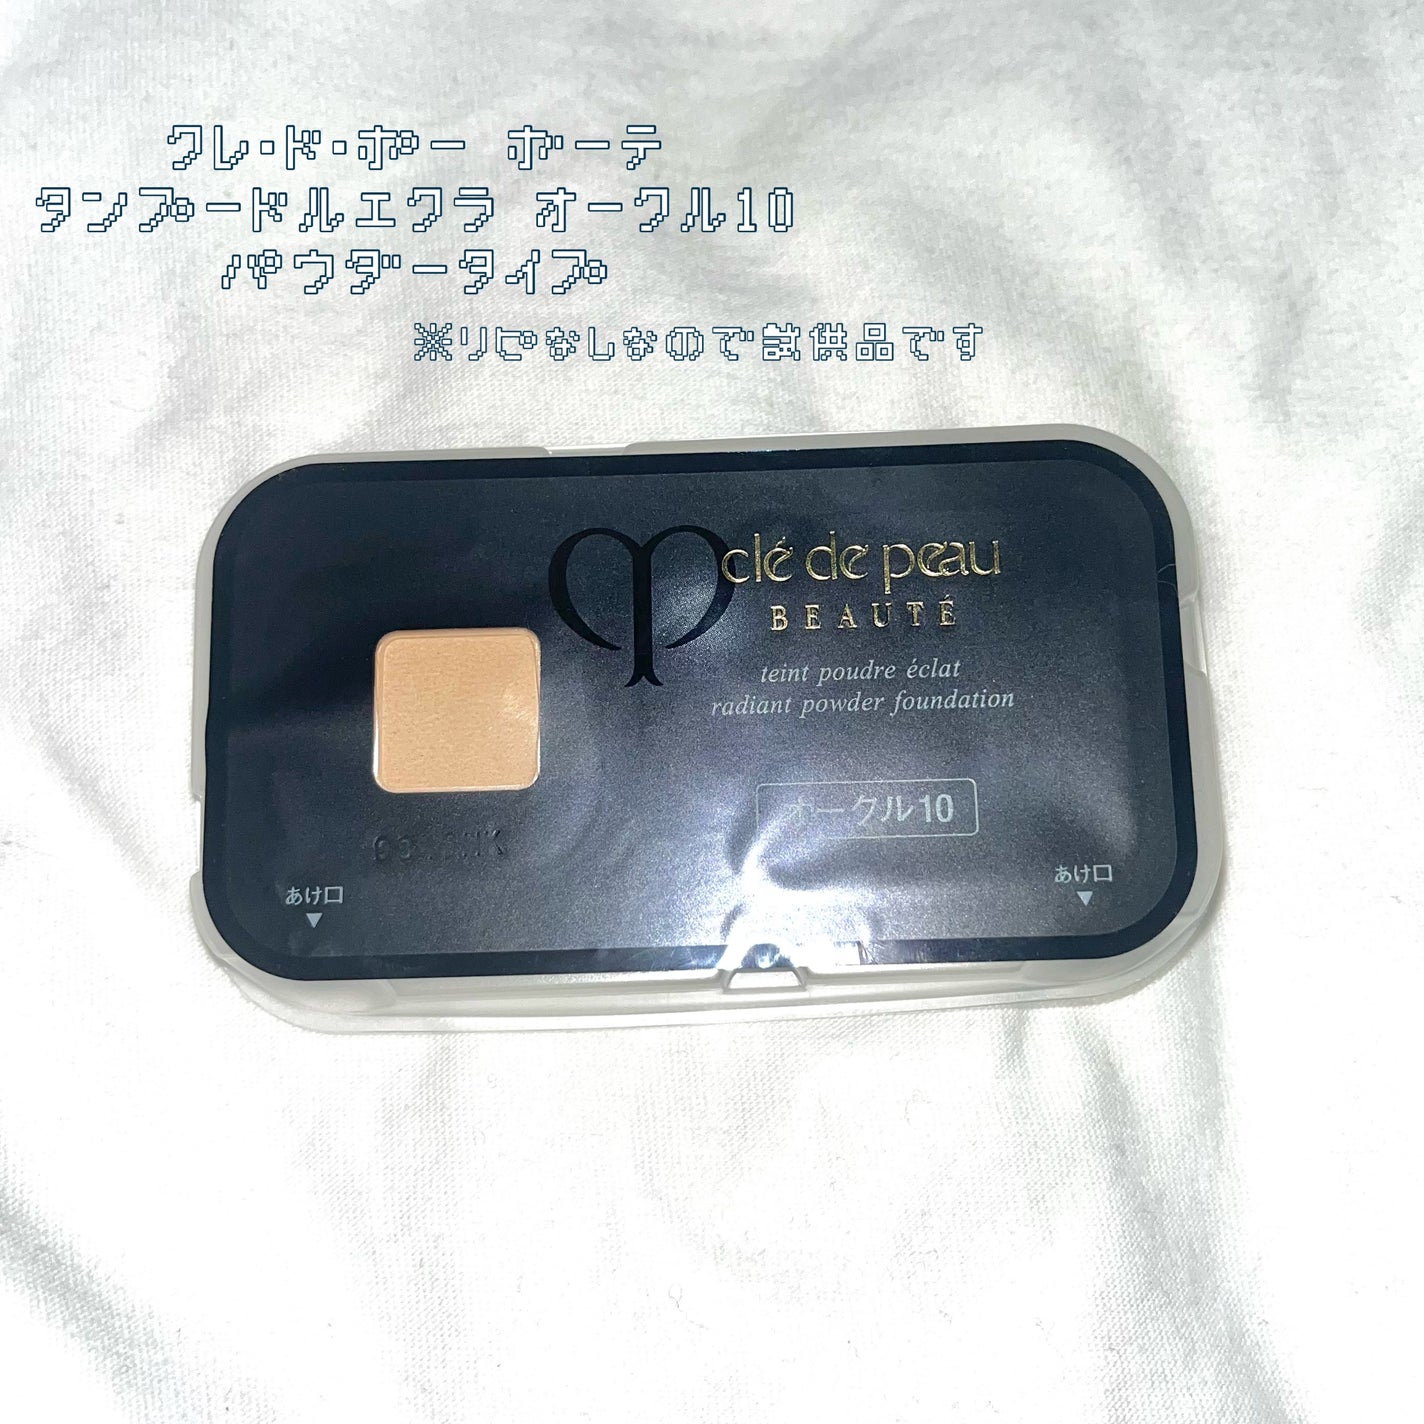 クレ・ド・ポー ボーテ
タンプードルエクラ オークル10
パウダータイプ
※リピなしなので試供品です
clé de peau
BEAUTÉ
teint poudre éclat
radiant powder foundation
オークル10
あけ口
あけ口